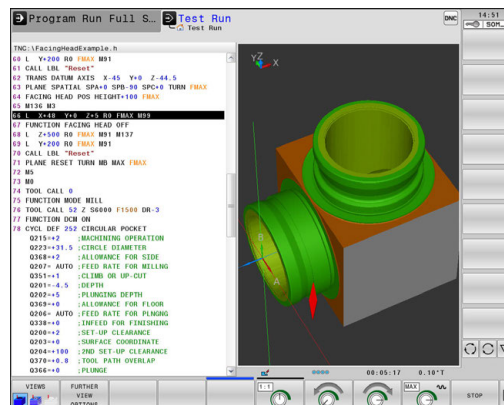 Program Run Full S...
Test Run
Test Run
DNC
14:51
TNC:\FacingHeadExample.h
60 L Y+200 R0 FMAX M91
61 CALL LBL "Reset"
62 TRANS DATUM AXIS X-45 Y+0 Z-44.5
63 PLANE SPATIAL SPA+0 SPB-90 SPC+0 TURN FMAX
64 FACING HEAD POS HEIGHT+100 FMAX
65 M136 M3
66 L X+48 Y+0 Z+5 R0 FMAX M99
67 FUNCTION FACING HEAD OFF
68 L Z+500 R0 FMAX M91 M137
69 L Y+200 R0 FMAX M91
70 CALL LBL "Reset"
71 PLANE RESET TURN MB MAX FMAX
72 M5
73 M0
74 TOOL CALL 0
75 FUNCTION MODE MILL
76 TOOL CALL 52 Z S6000 F1500 DR-3
77 FUNCTION DCM ON
78 CYCL DEF 252 CIRCULAR POCKET
Q215=+2 ;MACHINING OPERATION
Q223=+31.5 ;CIRCLE DIAMETER
Q368=+2 ;ALLOWANCE FOR SIDE
Q207= AUTO ;FEED RATE FOR MILLNG
Q351=+1 ;CLIMB OR UP-CUT
Q201=-4.5 ;DEPTH
Q202=+5 ;PLUNGING DEPTH
Q369=+0 ;ALLOWANCE FOR FLOOR
Q206= AUTO ;FEED RATE FOR PLNGNG
Q338=+0 ;INFEED FOR FINISHING
Q200=+2 ;SET-UP CLEARANCE
Q203=+0 ;SURFACE COORDINATE
Q204=+100 ;2ND SET-UP CLEARANCE
Q370=+0.8 ;TOOL PATH OVERLAP
Q366=+0 ;PLUNGE
Y Z
X
B
A
00:05:17 0.10°T
VIEWS
FURTHER
VIEW
OPTIONS
1:1
MAX
STOP